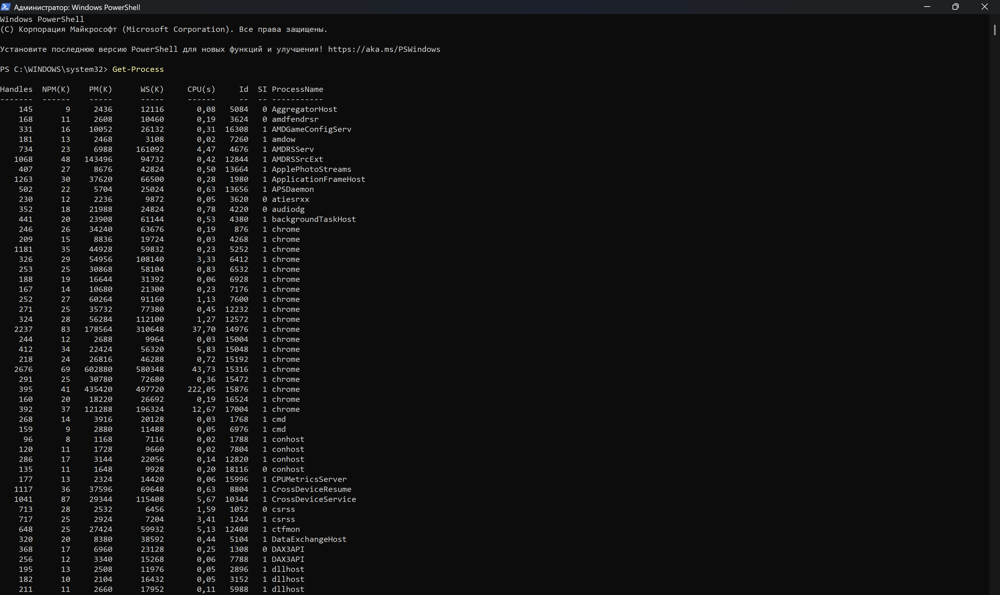 Администратор: Windows PowerShell
Windows PowerShell
(C) Корпорация Майкрософт (Microsoft Corporation). Все права защищены.
Установите последнюю версию PowerShell для новых функций и улучшения! https://aka.ms/PSWindows
PS C:\WINDOWS\system32> Get-Process
Handles  NPM(K)    PM(K)      WS(K)     CPU(s)     Id  SI ProcessName
-------  ------    -----      -----     ------     --  -- -----------
    145       9     2436      12116       0,08   5084   0 AggregatorHost
    168      11     2608      10460       0,19   3624   0 amdfendrsr
    331      16    10052      26132       0,31  16308   1 AMDGameConfigServ
    181      13     2468       3108       0,02   7260   1 amdow
    734      23     6988     161092       4,47   4676   1 AMDRSServ
   1068      48   143496      94732       0,42  12844   1 AMDRSSrcExt
    407      27     8676      42824       0,50  13664   1 ApplePhotoStreams
   1263      30    37620      66500       0,28   1980   1 ApplicationFrameHost
    502      22     5704      25024       0,63  13656   1 APSDaemon
    230      12     2236       9872       0,05   3620   0 atiesrxx
    352      18    21988      24824       0,78   4220   0 audiodg
    441      20    23908      61144       0,53   4380   1 backgroundTaskHost
    246      26    34240      63676       0,19    876   1 chrome
    209      15     8836      19724       0,03   4268   1 chrome
   1181      35    44928      59832       0,23   5252   1 chrome
    326      29    54956     108140       3,33   6412   1 chrome
    253      25    30868      58104       0,83   6532   1 chrome
    188      19    16644      31392       0,06   6928   1 chrome
    167      14    10680      21300       0,23   7176   1 chrome
    252      27    60264      91160       1,13   7600   1 chrome
    271      25    35732      77380       0,45  12232   1 chrome
    324      28    56284     112100       1,27  12572   1 chrome
   2237      83   178564     310648      37,70  14976   1 chrome
    244      12     2688       9964       0,03  15004   1 chrome
    412      34    22424      56320       5,83  15048   1 chrome
    218      24    26816      46288       0,72  15192   1 chrome
   2676      69   602880     580348      43,73  15316   1 chrome
    291      25    30780      72680       0,36  15472   1 chrome
    395      41   435420     497720     222,05  15876   1 chrome
    160      20    18220      26692       0,19  16524   1 chrome
    392      37   121288     196324      12,67  17004   1 chrome
    268      14     3916      20128       0,03   1768   1 cmd
    159       9     2880      11488       0,05   6976   1 cmd
     96       8     1168       7116       0,02   1788   1 conhost
    120      11     1728       9660       0,02   7804   1 conhost
    286      17     3144      22056       0,14  12820   1 conhost
    135      11     1648       9928       0,20  18116   0 conhost
    177      13     2324      14420       0,06  15996   1 CPUMetricsServer
   1117      36    37596      69648       0,63   8804   1 CrossDeviceResume
   1041      87    29344     115408       5,67  10344   1 CrossDeviceService
    713      28     2532       6456       1,59   1052   0 csrss
    717      25     2924       7204       3,41   1244   1 csrss
    648      25    27424      59932       5,13  12408   1 ctfmon
    320      20     8380      38592       0,44   5104   1 DataExchangeHost
    368      17     6960      23128       0,25   1308   0 DAX3API
    256      12     3340      15268       0,06   7788   1 DAX3API
    195      13     2508      11976       0,05   2896   1 dllhost
    182      10     2104      16432       0,05   3152   1 dllhost
    211      11     2660      17952       0,11   5988   1 dllhost